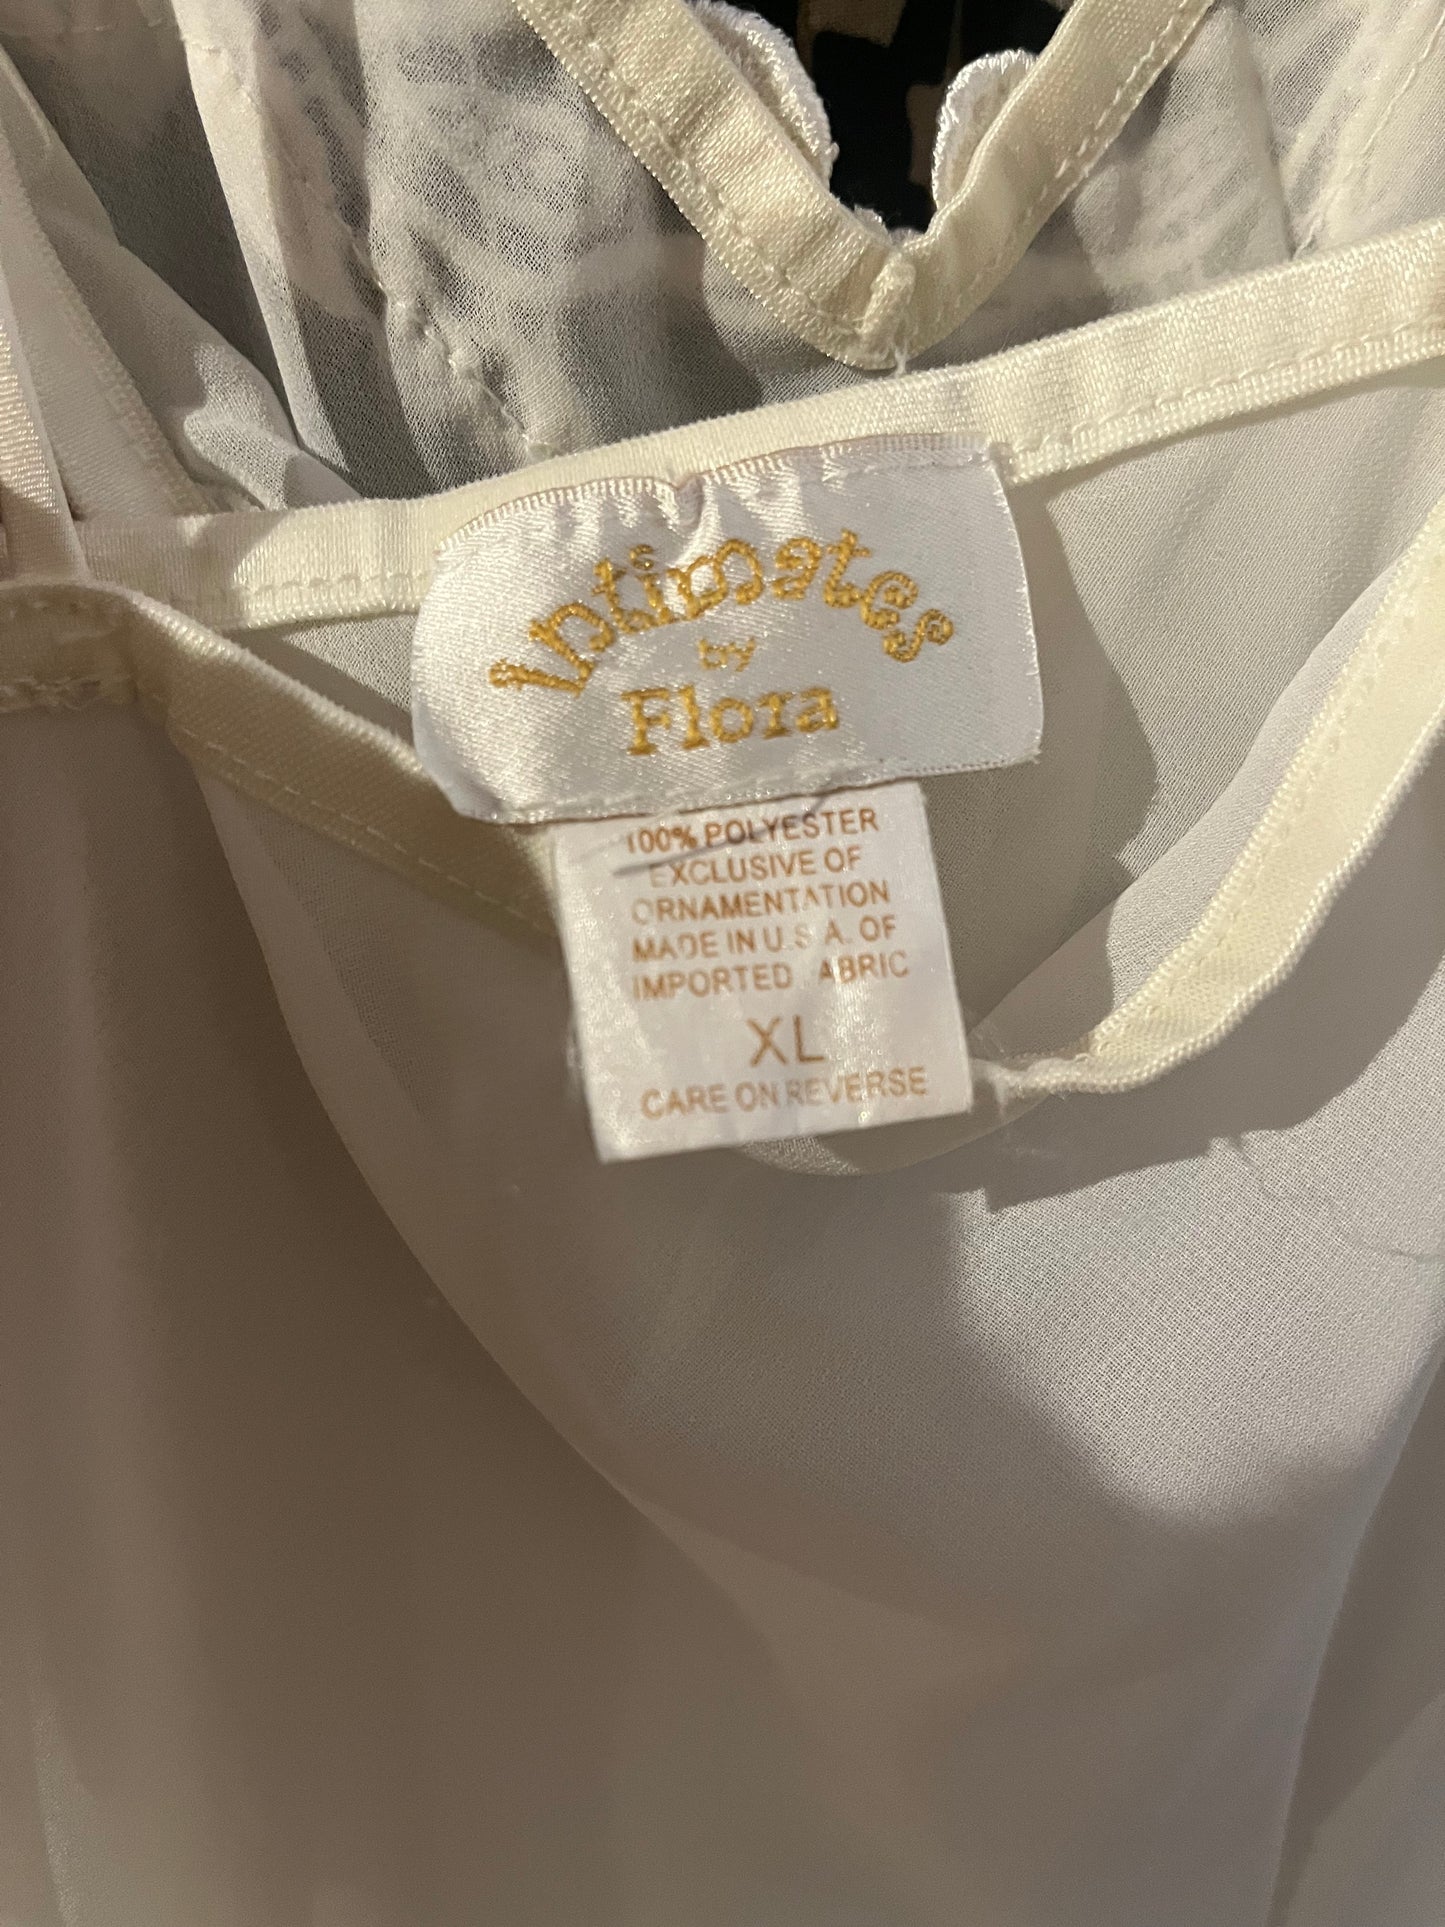 Intimates
by
Flora
100% POLYESTER
EXCLUSIVE OF
ORNAMENTATION
MADE IN U.S.A. OF
IMPORTED FABRIC
XL
CARE ON REVERSE